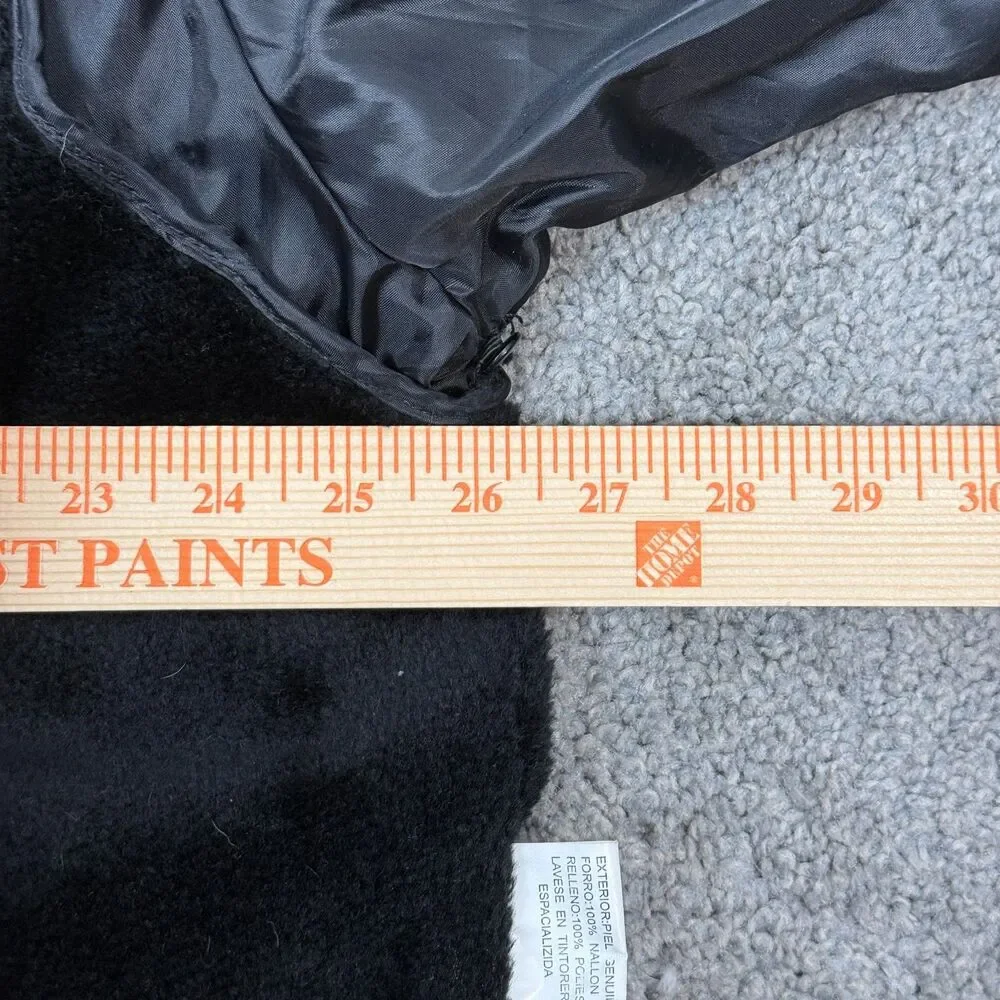 23 24 25 26 27 28 29 30
ST PAINTS
THE
HOME
DEPOT
EXTERIOR:PIEL GENUI
FORRO:100% NALLON
RELLENO:100% POLIES
LAVESE EN TINTORER
ESPACIALIZIDA